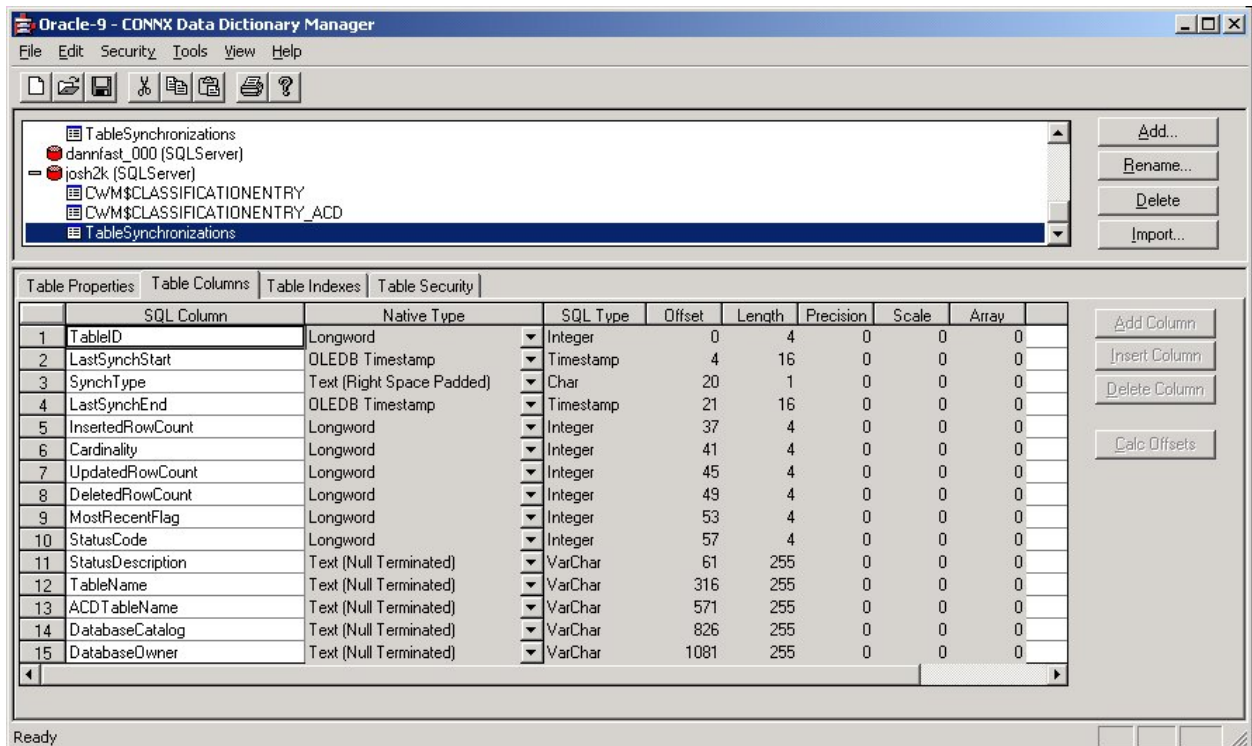 Oracle-9 - CONNX Data Dictionary Manager
File Edit Security Tools View Help
TableSynchronizations
dannfast_000 (SQLServer)
josh2k (SQLServer)
CWM$CLASSIFICATIONENTRY
CWM$CLASSIFICATIONENTRY_ACD
TableSynchronizations
Add...
Rename...
Delete
Import...
Table Properties Table Columns Table Indexes Table Security
SQL Column Native Type SQL Type Offset Length Precision Scale Array
1 TableID Longword Integer 0 4 0 0 0
2 LastSynchStart OLEDB Timestamp Timestamp 4 16 0 0 0
3 SynchType Text (Right Space Padded) Char 20 1 0 0 0
4 LastSynchEnd OLEDB Timestamp Timestamp 21 16 0 0 0
5 InsertedRowCount Longword Integer 37 4 0 0 0
6 Cardinality Longword Integer 41 4 0 0 0
7 UpdatedRowCount Longword Integer 45 4 0 0 0
8 DeletedRowCount Longword Integer 49 4 0 0 0
9 MostRecentFlag Longword Integer 53 4 0 0 0
10 StatusCode Longword Integer 57 4 0 0 0
11 StatusDescription Text (Null Terminated) VarChar 61 255 0 0 0
12 TableName Text (Null Terminated) VarChar 316 255 0 0 0
13 ACDTableName Text (Null Terminated) VarChar 571 255 0 0 0
14 DatabaseCatalog Text (Null Terminated) VarChar 826 255 0 0 0
15 DatabaseOwner Text (Null Terminated) VarChar 1081 255 0 0 0
Add Column
Insert Column
Delete Column
Calc Offsets
Ready